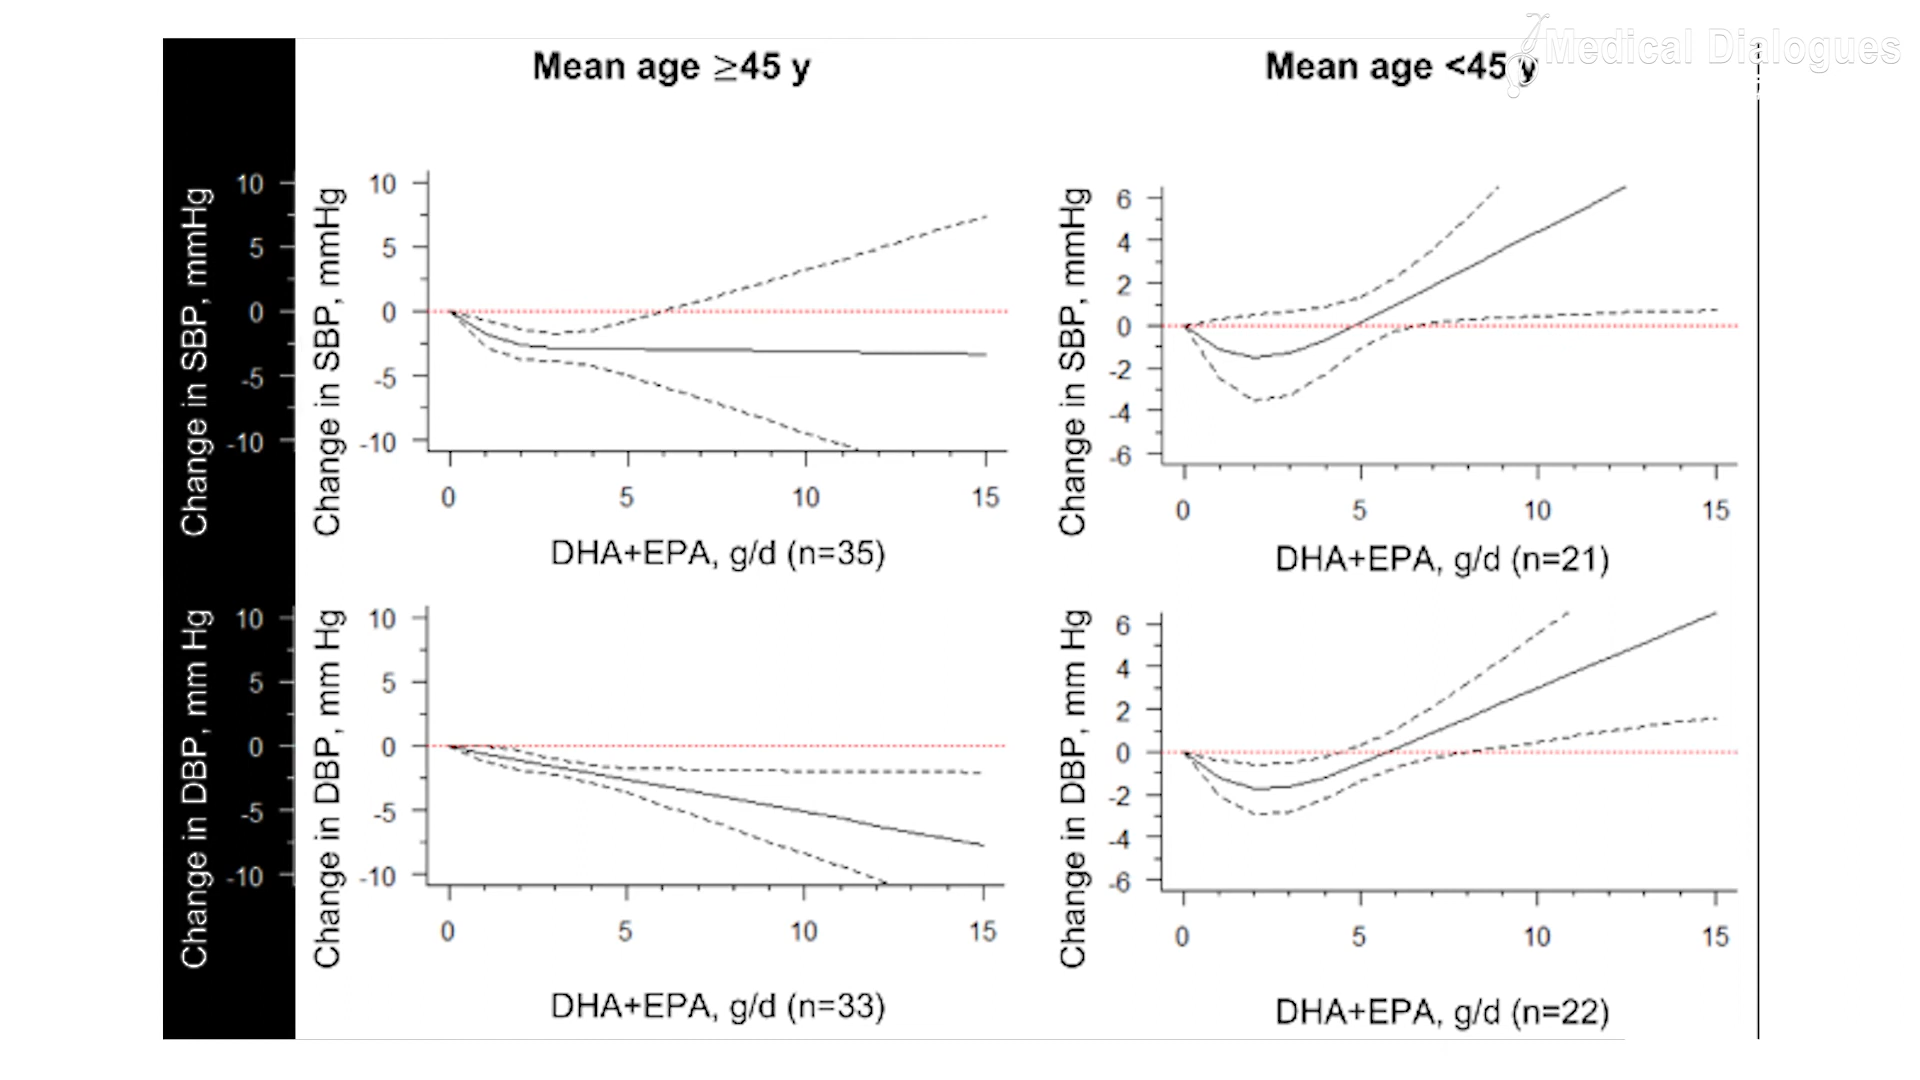 Medical Dialogues
Mean age ≥45 y
Mean age <45 y
Change in SBP, mmHg
10
5
0
-5
-10
Change in SBP, mmHg
10
5
0
-5
-10
0 5 10 15
DHA+EPA, g/d (n=35)
Change in SBP, mmHg
6
4
2
0
-2
-4
-6
0 5 10 15
DHA+EPA, g/d (n=21)
Change in DBP, mm Hg
10
5
0
-5
-10
Change in DBP, mm Hg
10
5
0
-5
-10
0 5 10 15
DHA+EPA, g/d (n=33)
Change in DBP, mm Hg
6
4
2
0
-2
-4
-6
0 5 10 15
DHA+EPA, g/d (n=22)